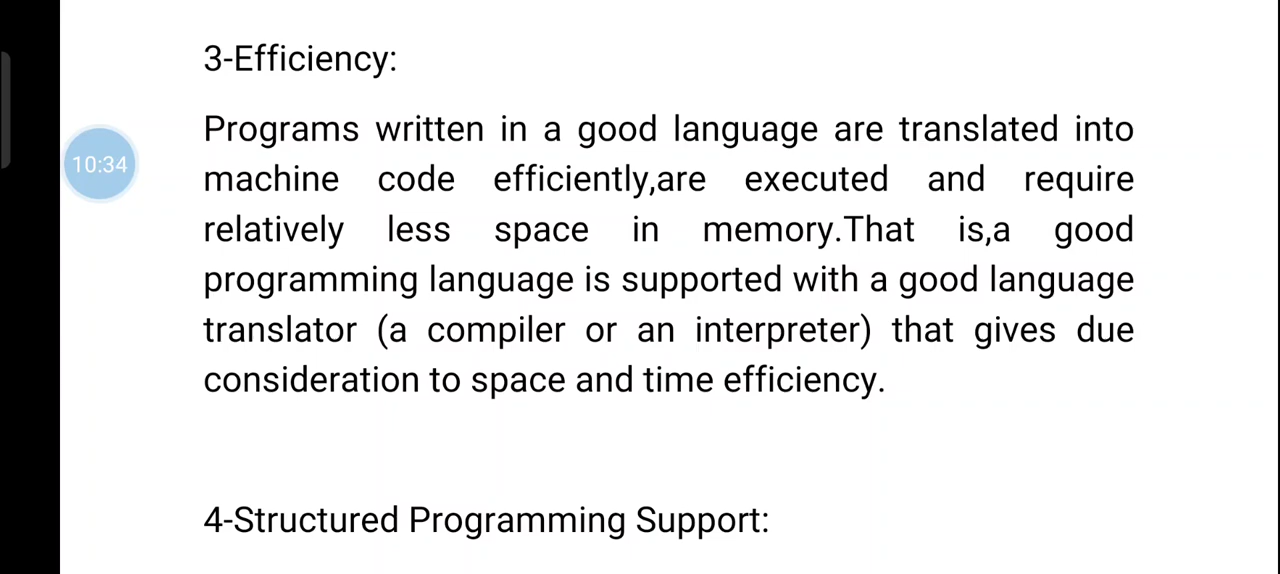 3-Efficiency:
10:34
Programs written in a good language are translated into
machine code efficiently,are executed and require
relatively less space in memory.That is,a good
programming language is supported with a good language
translator (a compiler or an interpreter) that gives due
consideration to space and time efficiency.
4-Structured Programming Support: